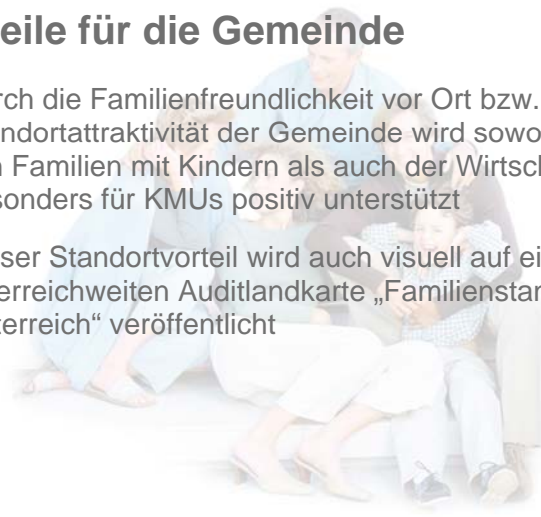 eile für die Gemeinde
rch die Familienfreundlichkeit vor Ort bzw.
ndortattraktivität der Gemeinde wird sowo
n Familien mit Kindern als auch der Wirtsch
sonders für KMUs positiv unterstützt
ser Standortvorteil wird auch visuell auf ei
erreichweiten Auditlandkarte „Familienstan
terreich“ veröffentlicht